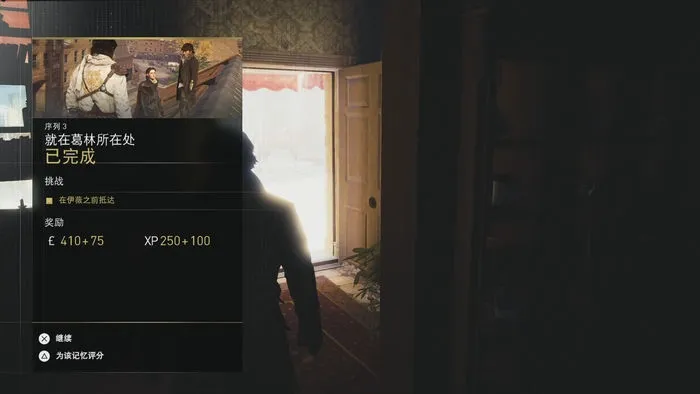 序列 3
就在葛林所在处
已完成
挑战
在伊薇之前抵达
奖励
£ 410+75 XP 250+100
继续
为该记忆评分